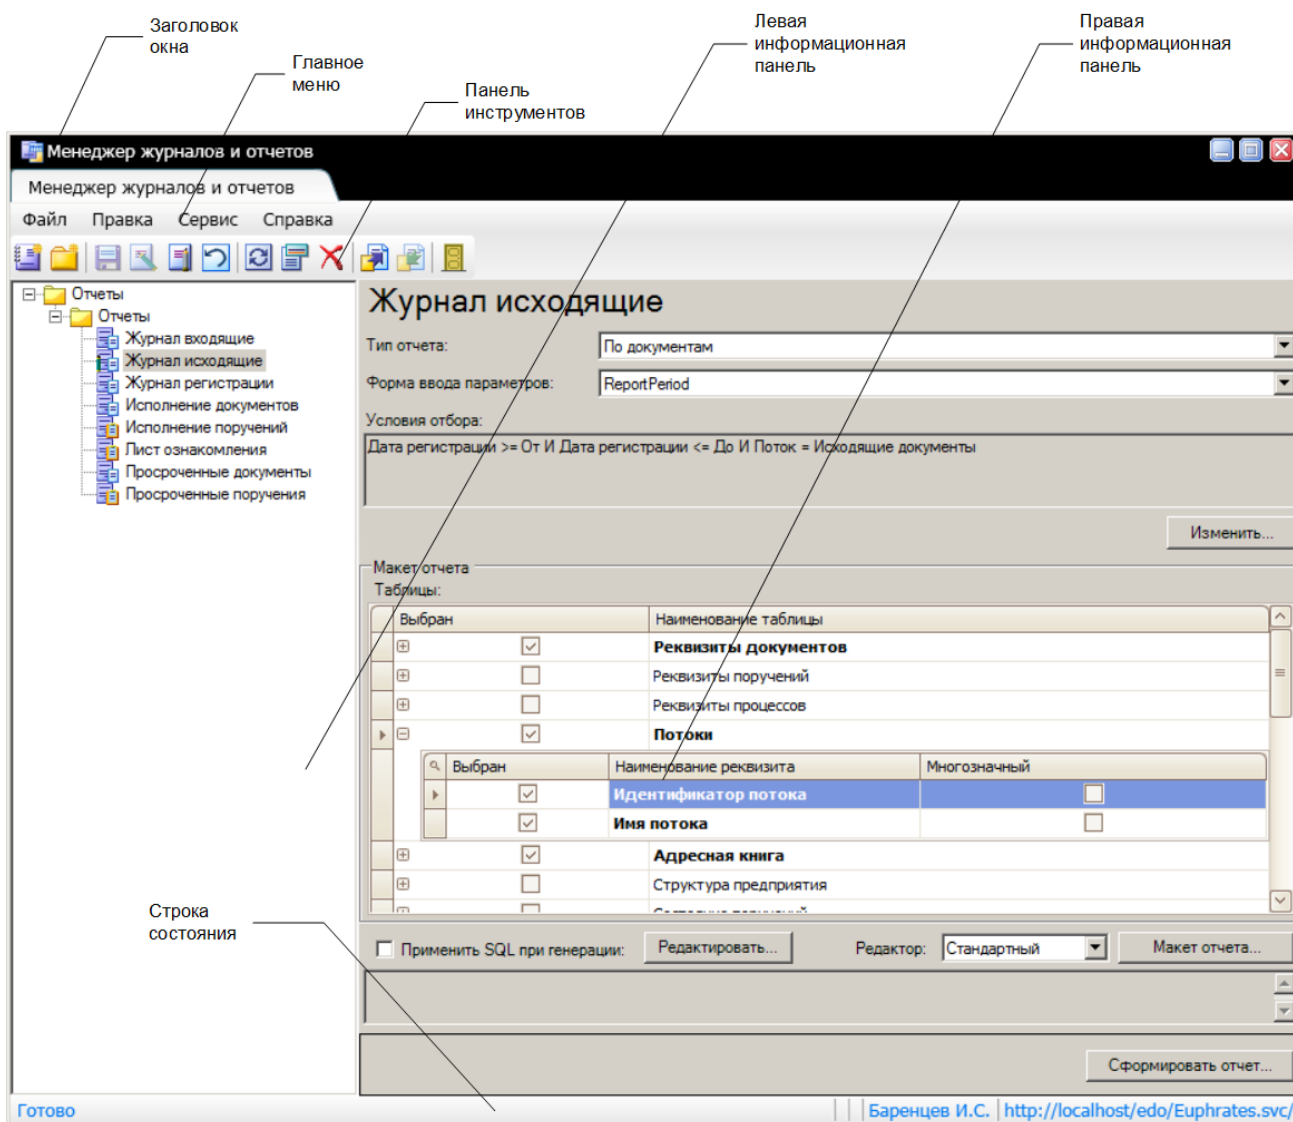 Заголовок
окна
Главное
меню
Панель
инструментов
Левая
информационная
панель
Правая
информационная
панель
Менеджер журналов и отчетов
Менеджер журналов и отчетов
Файл Правка Сервис Справка
Отчеты
Отчеты
Журнал входящие
Журнал исходящие
Журнал регистрации
Исполнение документов
Исполнение поручений
Лист ознакомления
Просроченные документы
Просроченные поручения
Журнал исходящие
Тип отчета: По документам
Форма ввода параметров: ReportPeriod
Условия отбора:
Дата регистрации >= От И Дата регистрации <= До И Поток = Исходящие документы
Изменить...
Макет отчета
Таблицы:
Выбран Наименование таблицы
Реквизиты документов
Реквизиты поручений
Реквизиты процессов
Потоки
Выбран Наименование реквизита Многозначный
Идентификатор потока
Имя потока
Адресная книга
Структура предприятия
Строка
состояния
Применить SQL при генерации: Редактировать... Редактор: Стандартный Макет отчета...
Сформировать отчет...
Готово Баренцев И.С. http://localhost/edo/Euphrates.svc/